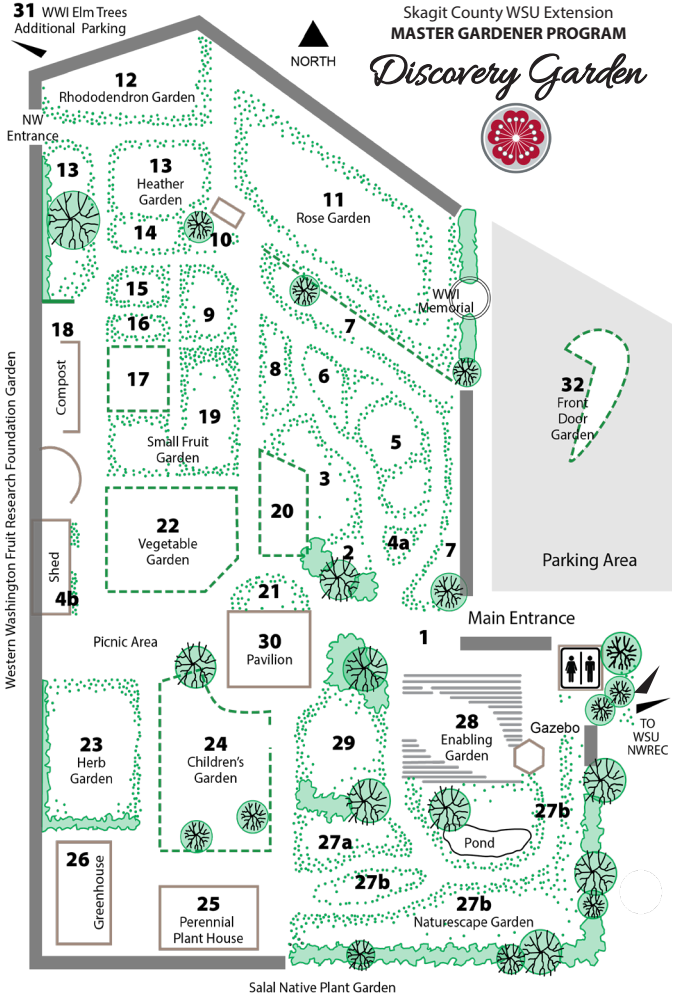 31 WWI Elm Trees
Additional Parking
Skagit County WSU Extension
MASTER GARDENER PROGRAM
Discovery Garden
NORTH
12
Rhododendron Garden
NW
Entrance
13
13
Heather
Garden
11
Rose Garden
14
10
15
16
9
WWI
Memorial
7
18
Compost
17
8
6
32
Front
Door
Garden
19
Small Fruit
Garden
5
3
Western Washington Fruit Research Foundation Garden
22
Vegetable
Garden
20
4a
2
7
Shed
4b
Parking Area
21
Main Entrance
1
Picnic Area
30
Pavilion
28
Enabling
Garden
Gazebo
TO
WSU
NWREC
23
Herb
Garden
24
Children's
Garden
29
27b
27a
Pond
26
Greenhouse
27b
25
Perennial
Plant House
27b
Naturescape Garden
Salal Native Plant Garden